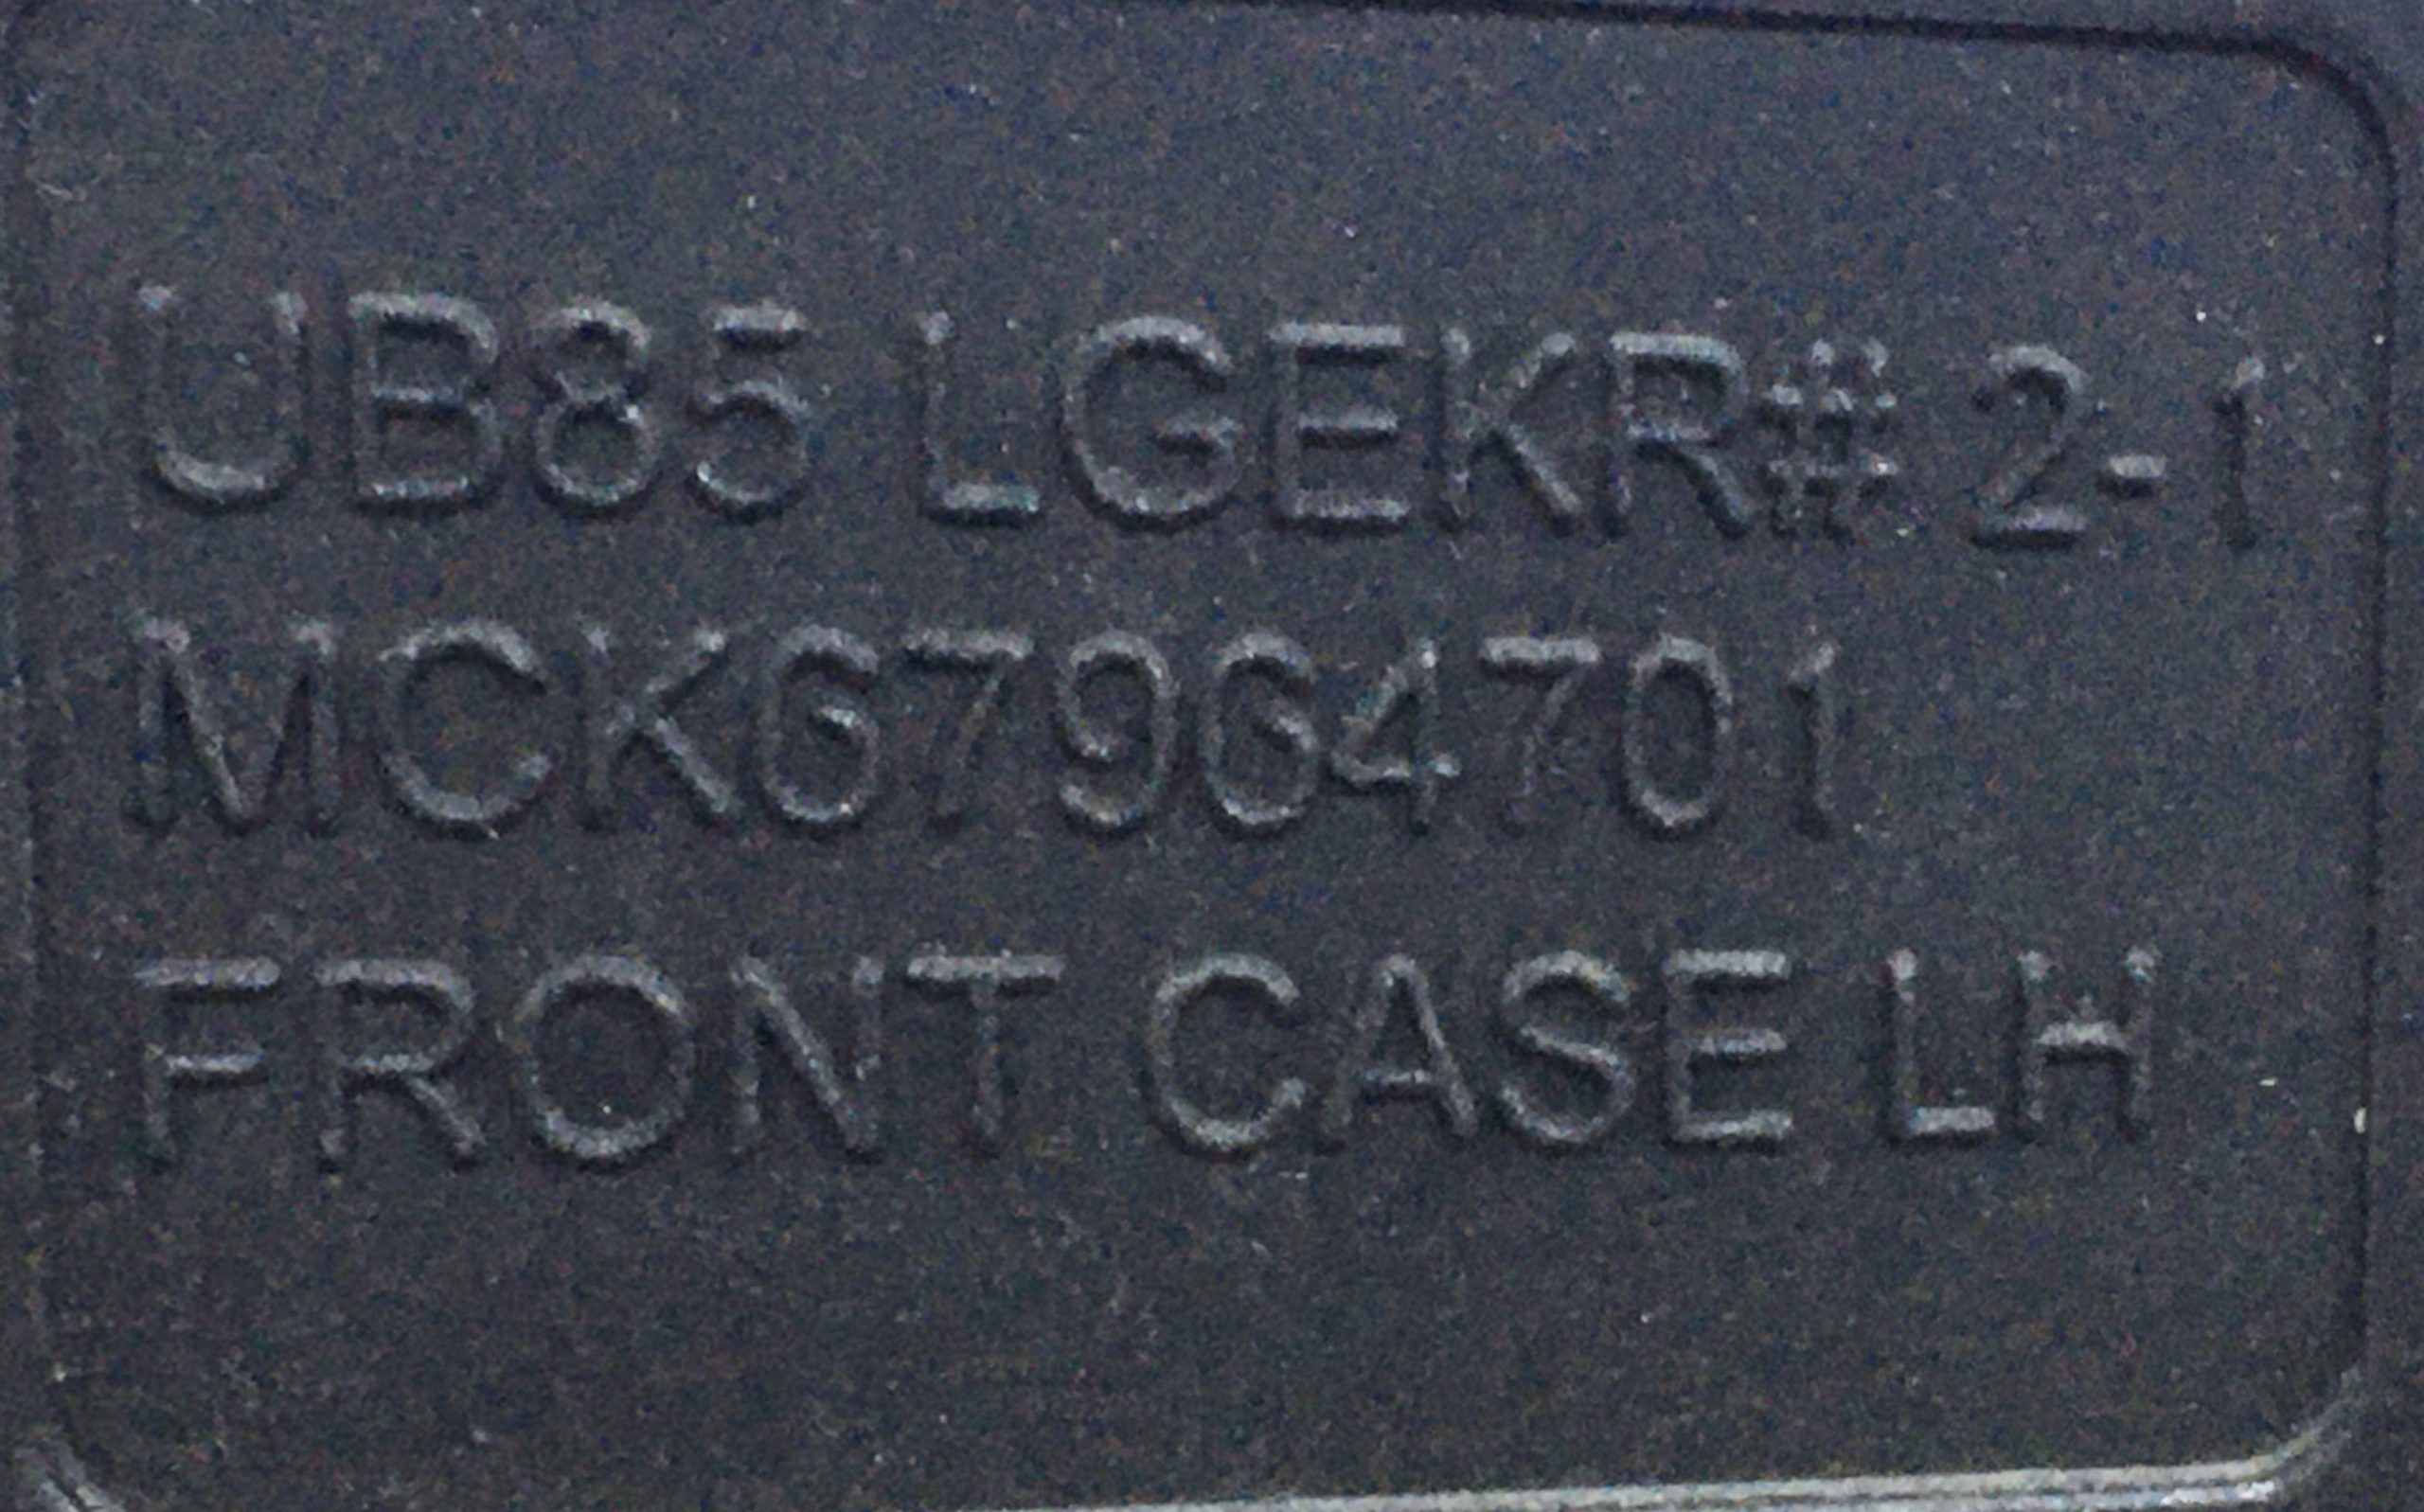 UB85 LGEKR# 2-1
MCK67964701
FRONT CASE LH